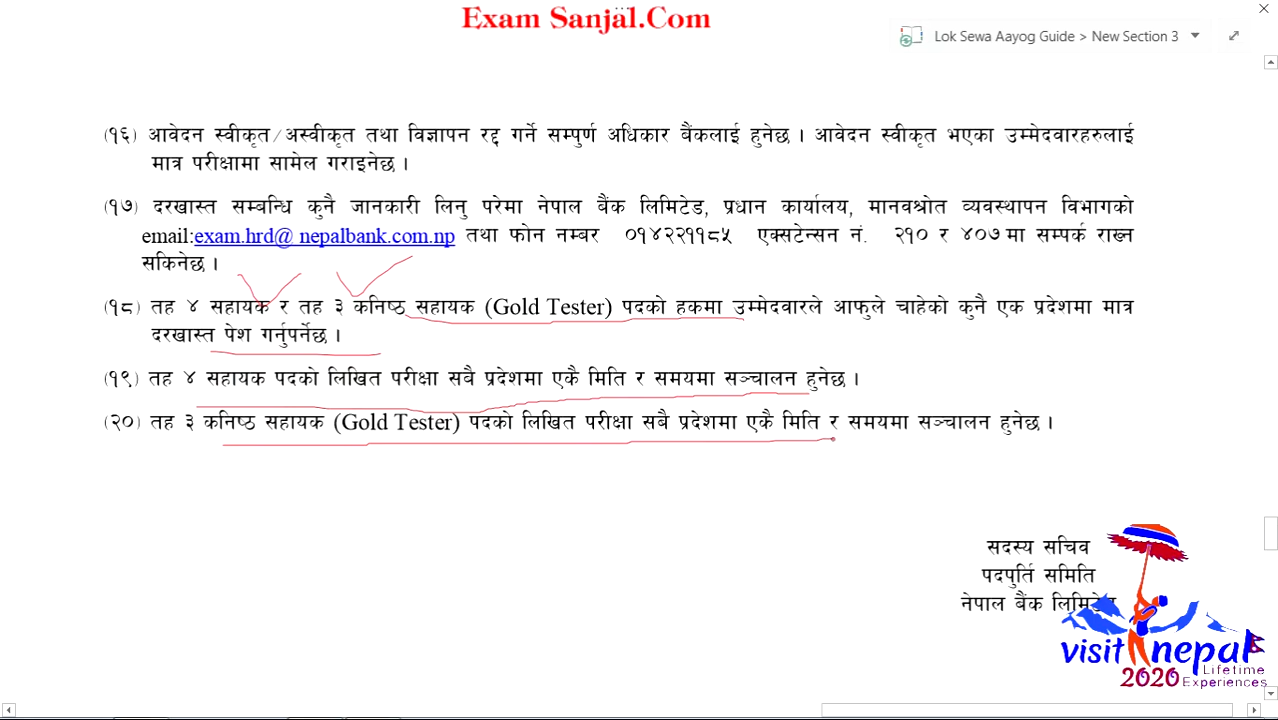 Exam Sanjal.Com
Lok Sewa Aayog Guide > New Section 3
(१६) आवेदन स्वीकृत/अस्वीकृत तथा विज्ञापन रद्द गर्ने सम्पुर्ण अधिकार बैंकलाई हुनेछ । आवेदन स्वीकृत भएका उम्मेदवारहरुलाई
मात्र परीक्षामा सामेल गराइनेछ ।
(१७) दरखास्त सम्बन्धि कुनै जानकारी लिनु परेमा नेपाल बैंक लिमिटेड, प्रधान कार्यालय, मानवश्रोत व्यवस्थापन विभागको
email:exam.hrd@ nepalbank.com.np तथा फोन नम्बर ०१४२२११८५ एक्सटेन्सन नं. २१० र ४०७ मा सम्पर्क राख्न
सकिनेछ ।
(१८) तह ४ सहायक र तह ३ कनिष्ठ सहायक (Gold Tester) पदको हकमा उम्मेदवारले आफुले चाहेको कुनै एक प्रदेशमा मात्र
दरखास्त पेश गर्नुपर्नेछ ।
(१९) तह ४ सहायक पदको लिखित परीक्षा सबै प्रदेशमा एकै मिति र समयमा सञ्चालन हुनेछ ।
(२०) तह ३ कनिष्ठ सहायक (Gold Tester) पदको लिखित परीक्षा सबै प्रदेशमा एकै मिति र समयमा सञ्चालन हुनेछ ।
सदस्य सचिव
पदपुर्ति समिति
नेपाल बैंक लिमिटेड
visit nepal
2020 Lifetime
Experiences